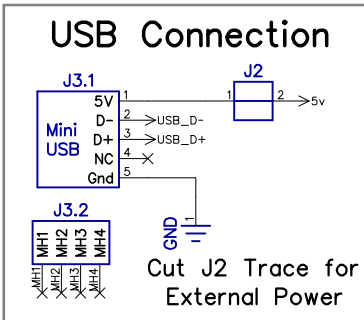 USB Connection
J3.1
J2
Mini
USB
5V 1
D- 2 USB_D-
D+ 3 USB_D+
NC 4
Gnd 5
1 2 5v
J3.2
MH1 MH2 MH3 MH4
MH1 MH2 MH3 MH4
GND 1
Cut J2 Trace for
External Power